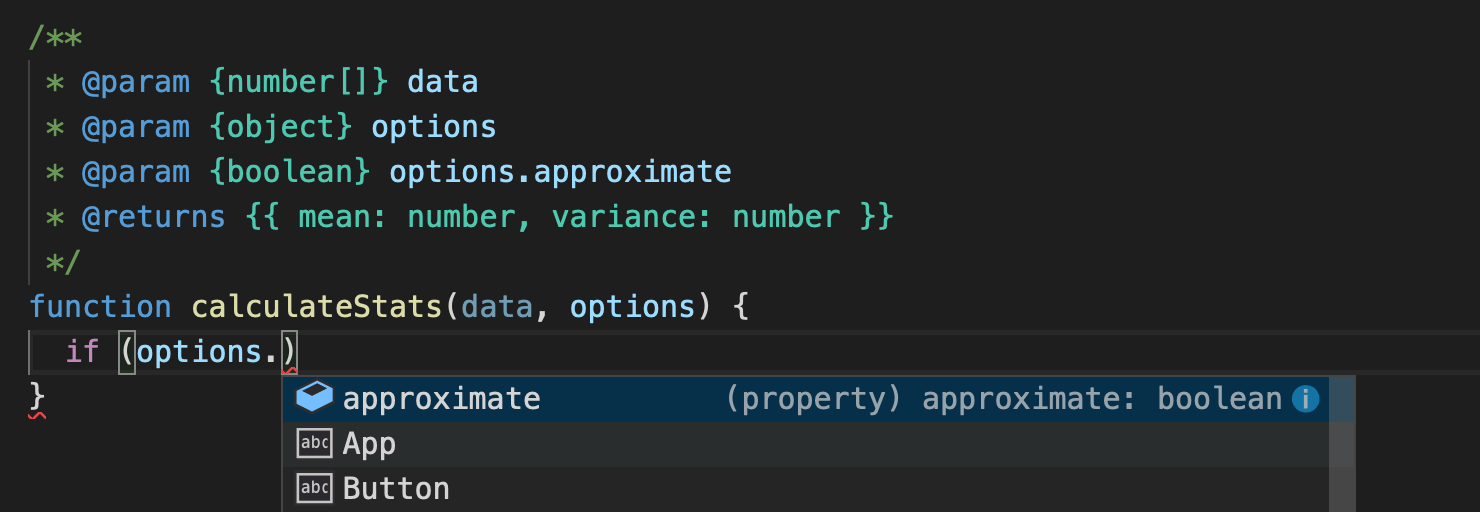 /**
 * @param {number[]} data
 * @param {object} options
 * @param {boolean} options.approximate
 * @returns {{ mean: number, variance: number }}
 */
function calculateStats(data, options) {
  if (options.)
}
approximate (property) approximate: boolean i
abc App
abc Button